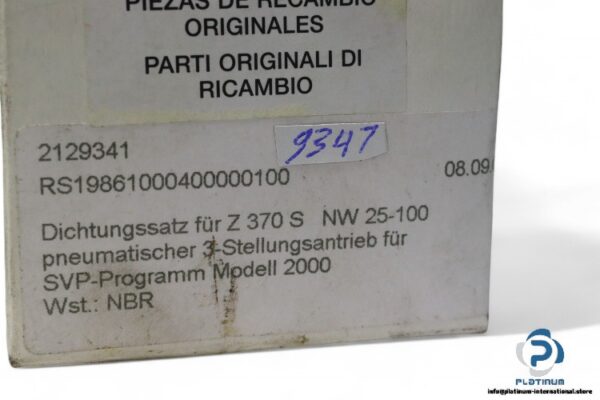 PIEZAS DE RECAMBIO
ORIGINALES
PARTI ORIGINALI DI
RICAMBIO
9347
2129341
RS19861000400000100
08.09.
Dichtungssatz für Z 370 S NW 25-100
pneumatischer 3-Stellungsantrieb für
SVP-Programm Modell 2000
Wst.: NBR
PLATINUM
info@platinum-international.store